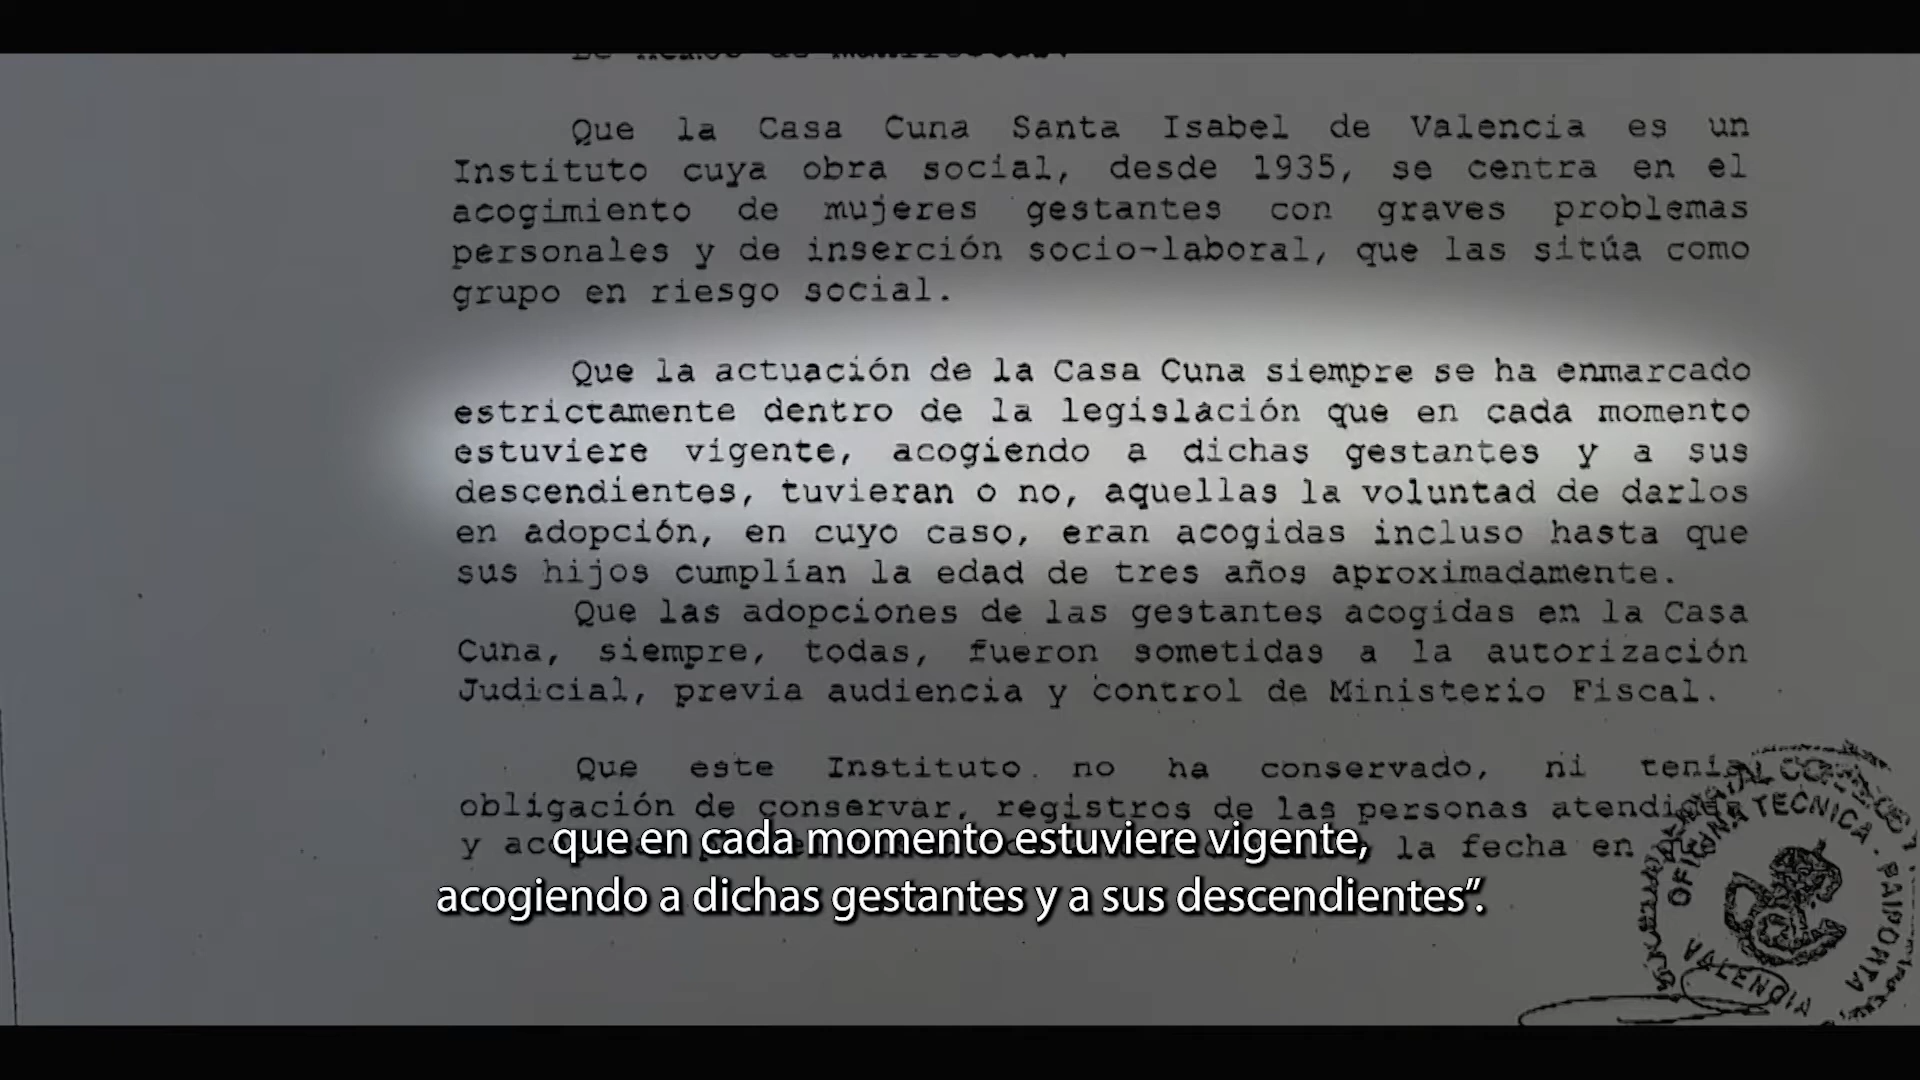 Que la Casa Cuna Santa Isabel de Valencia es un
Instituto cuya obra social, desde 1935, se centra en el
acogimiento de mujeres gestantes con graves problemas
personales y de inserción socio-laboral, que las sitúa como
grupo en riesgo social.
Que la actuación de la Casa Cuna siempre se ha enmarcado
estrictamente dentro de la legislación que en cada momento
estuviere vigente, acogiendo a dichas gestantes y a sus
descendientes, tuvieran o no, aquellas la voluntad de darlos
en adopción, en cuyo caso, eran acogidas incluso hasta que
sus hijos cumplían la edad de tres años aproximadamente.
Que las adopciones de las gestantes acogidas en la Casa
Cuna, siempre, todas, fueron sometidas a la autorización
Judicial, previa audiencia y control de Ministerio Fiscal.
Que este Instituto no ha conservado, ni
obligación de conservar, registros de las personas
y la fecha en
que en cada momento estuviere vigente,
acogiendo a dichas gestantes y a sus descendientes”.
OFICINA TECNICA. PAIPORTA
VALENCIA